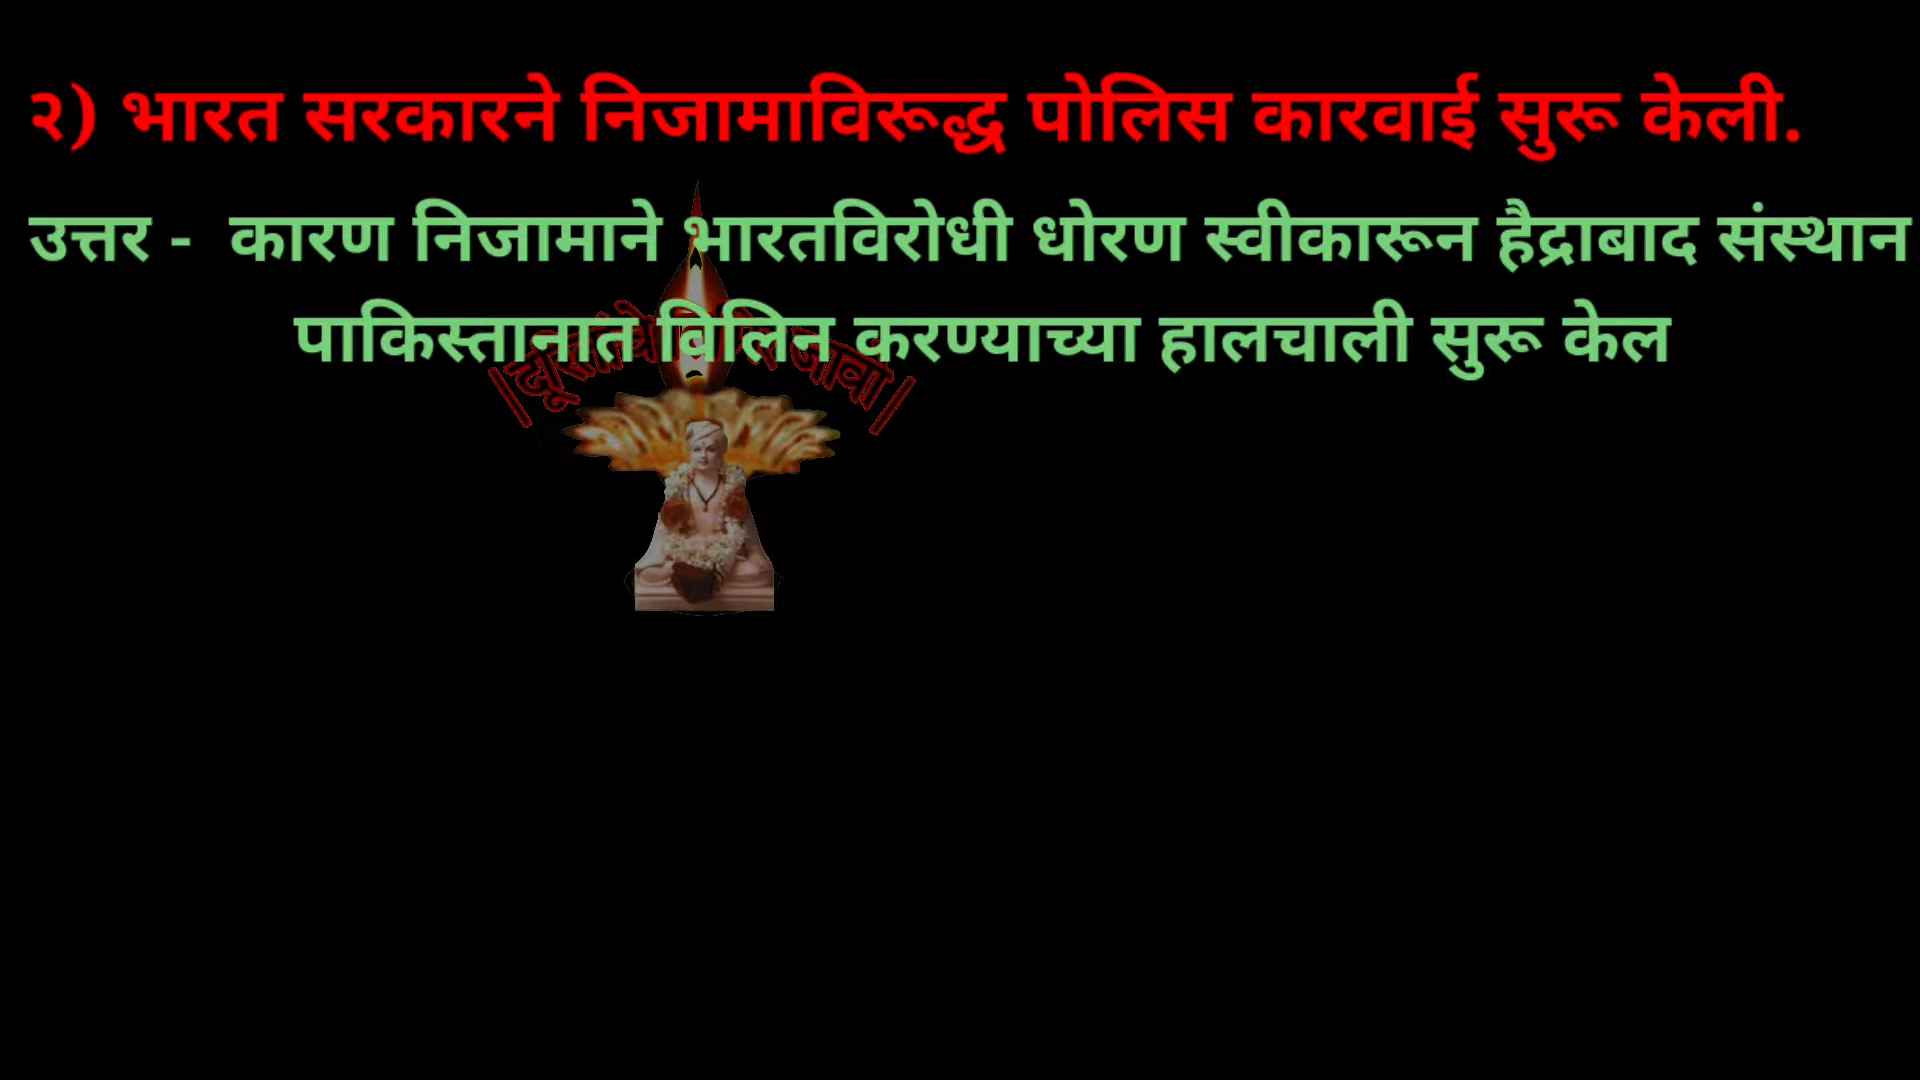 २) भारत सरकारने निजामाविरूद्ध पोलिस कारवाई सुरू केली.
उत्तर - कारण निजामाने भारतविरोधी धोरण स्वीकारून हैद्राबाद संस्थान
पाकिस्तानात विलिन करण्याच्या हालचाली सुरू केल